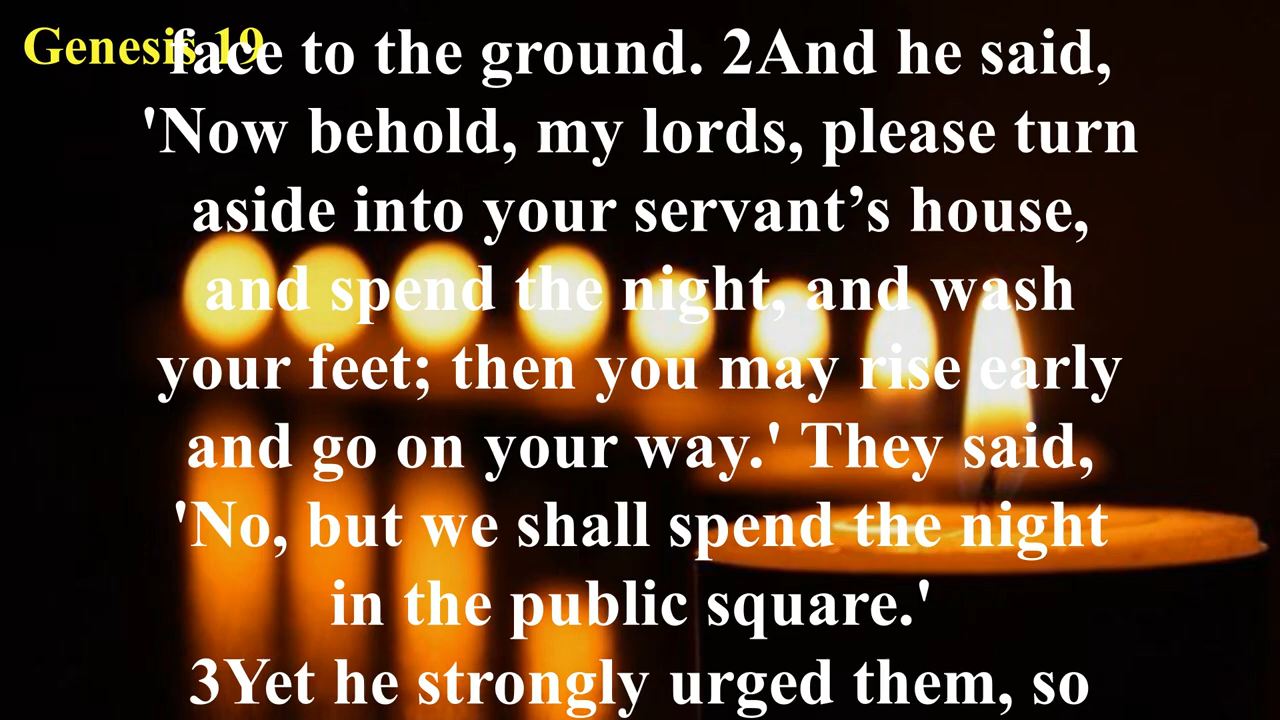 Genesis 19
face to the ground. 2And he said,
'Now behold, my lords, please turn
aside into your servant’s house,
and spend the night, and wash
your feet; then you may rise early
and go on your way.' They said,
'No, but we shall spend the night
in the public square.'
3Yet he strongly urged them, so